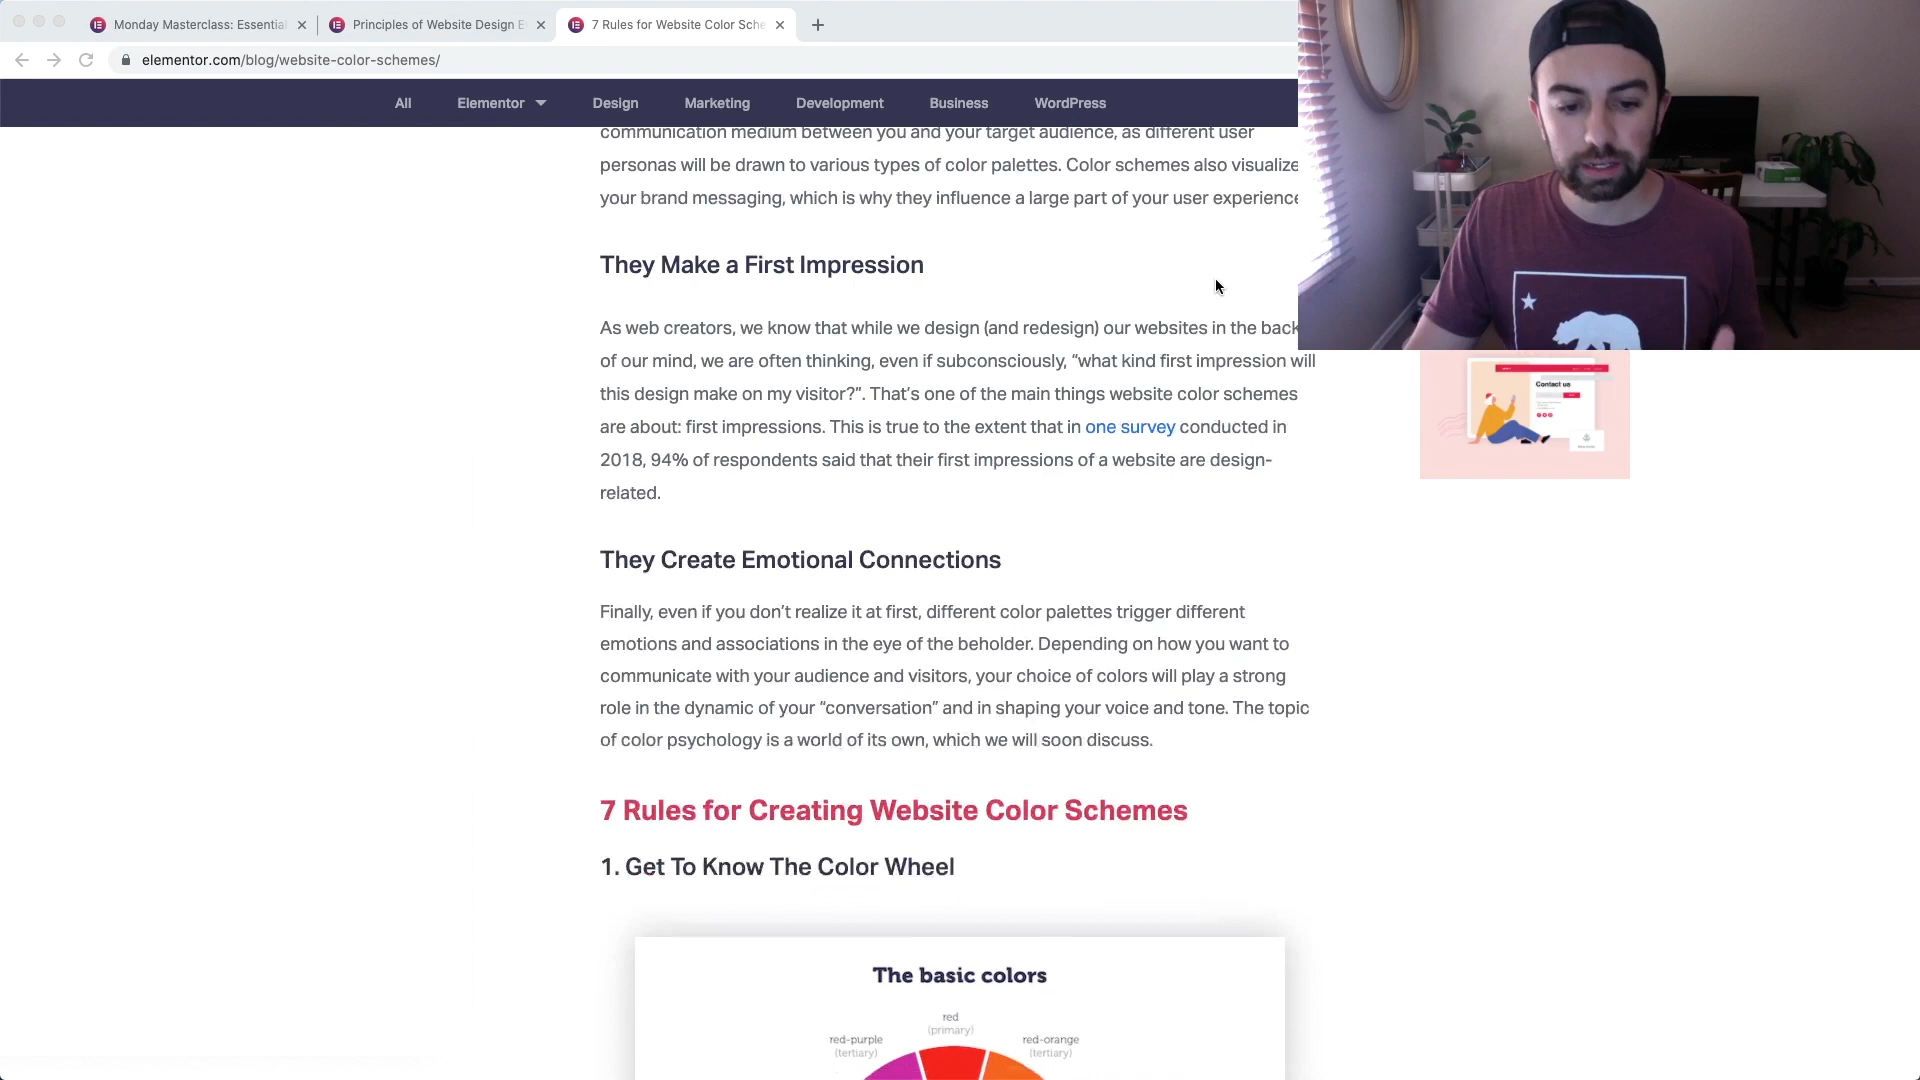 Monday Masterclass: Essential
Principles of Website Design E
7 Rules for Website Color Sche
elementor.com/blog/website-color-schemes/
All Elementor Design Marketing Development Business WordPress
communication medium between you and your target audience, as different user
personas will be drawn to various types of color palettes. Color schemes also visualize
your brand messaging, which is why they influence a large part of your user experience
They Make a First Impression
As web creators, we know that while we design (and redesign) our websites in the back
of our mind, we are often thinking, even if subconsciously, “what kind first impression will
this design make on my visitor?”. That’s one of the main things website color schemes
are about: first impressions. This is true to the extent that in one survey conducted in
2018, 94% of respondents said that their first impressions of a website are design-
related.
Contact us
They Create Emotional Connections
Finally, even if you don’t realize it at first, different color palettes trigger different
emotions and associations in the eye of the beholder. Depending on how you want to
communicate with your audience and visitors, your choice of colors will play a strong
role in the dynamic of your “conversation” and in shaping your voice and tone. The topic
of color psychology is a world of its own, which we will soon discuss.
7 Rules for Creating Website Color Schemes
1. Get To Know The Color Wheel
The basic colors
red
(primary)
red-purple
(tertiary)
red-orange
(tertiary)